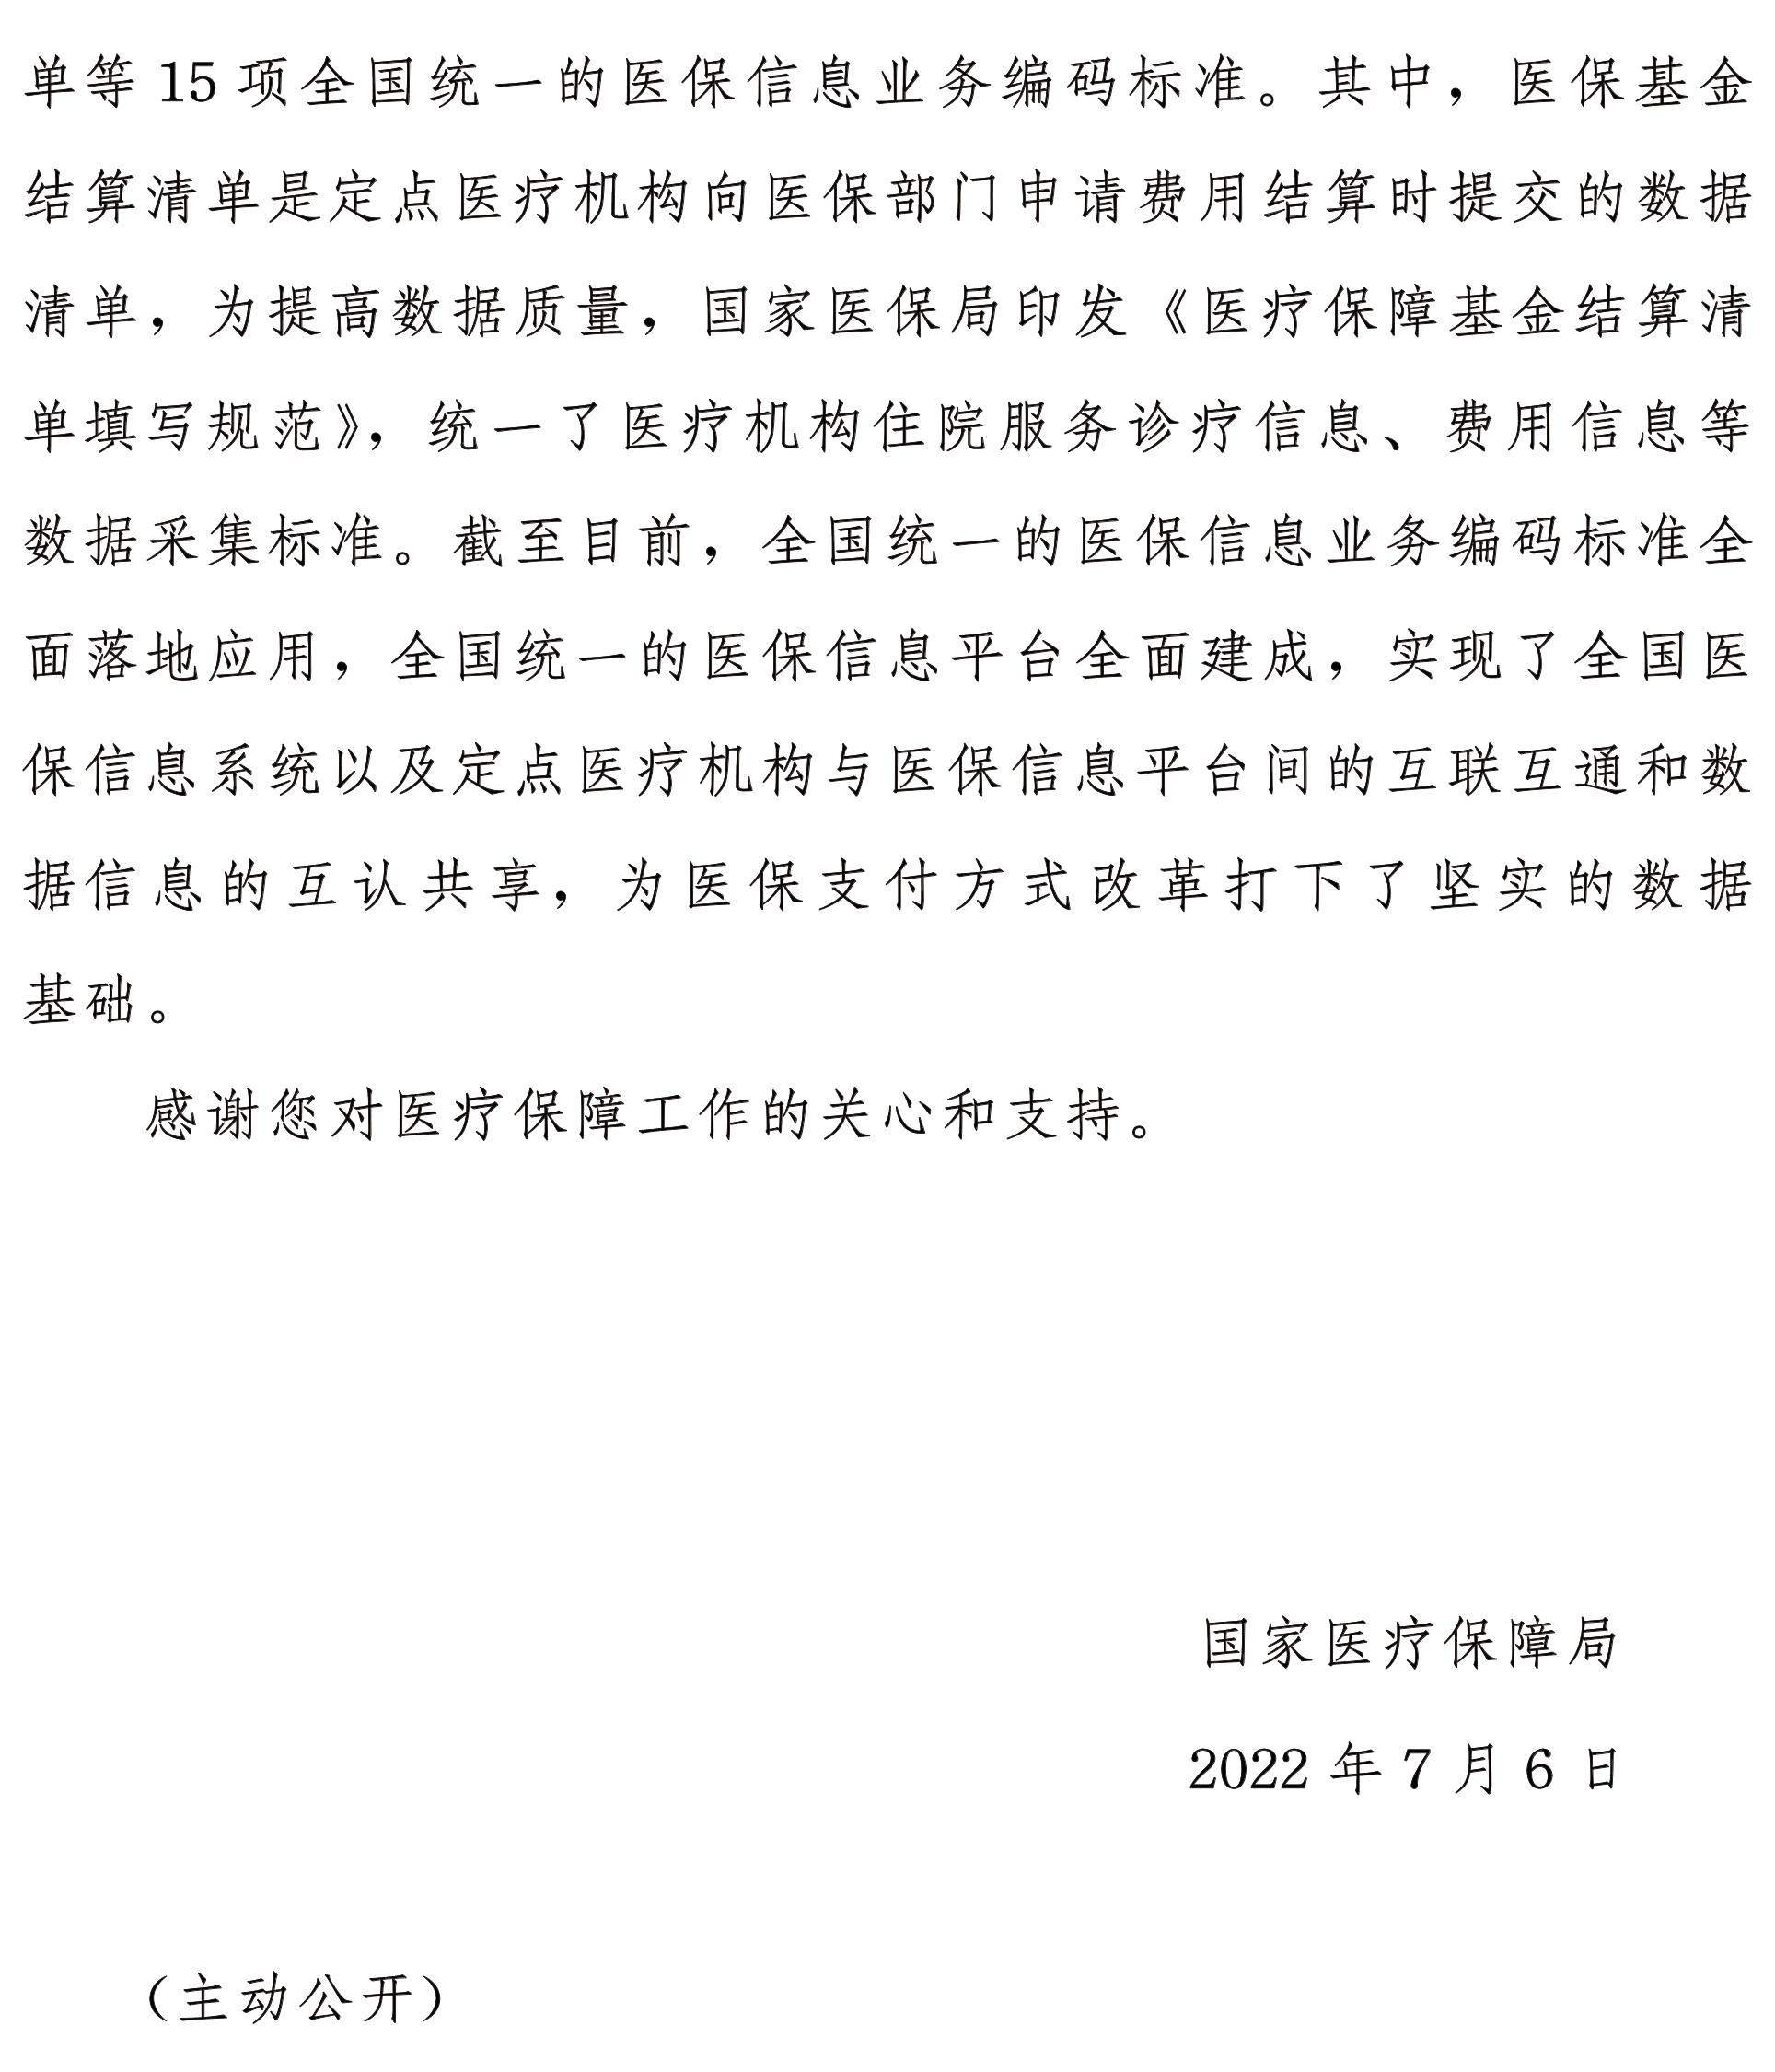 单等 15 项全国统一的医保信息业务编码标准。其中，医保基金
结算清单是定点医疗机构向医保部门申请费用结算时提交的数据
清单，为提高数据质量，国家医保局印发《医疗保障基金结算清
单填写规范》，统一了医疗机构住院服务诊疗信息、费用信息等
数据采集标准。截至目前，全国统一的医保信息业务编码标准全
面落地应用，全国统一的医保信息平台全面建成，实现了全国医
保信息系统以及定点医疗机构与医保信息平台间的互联互通和数
据信息的互认共享，为医保支付方式改革打下了坚实的数据
基础。
感谢您对医疗保障工作的关心和支持。
国家医疗保障局
2022 年 7 月 6 日
（主动公开）